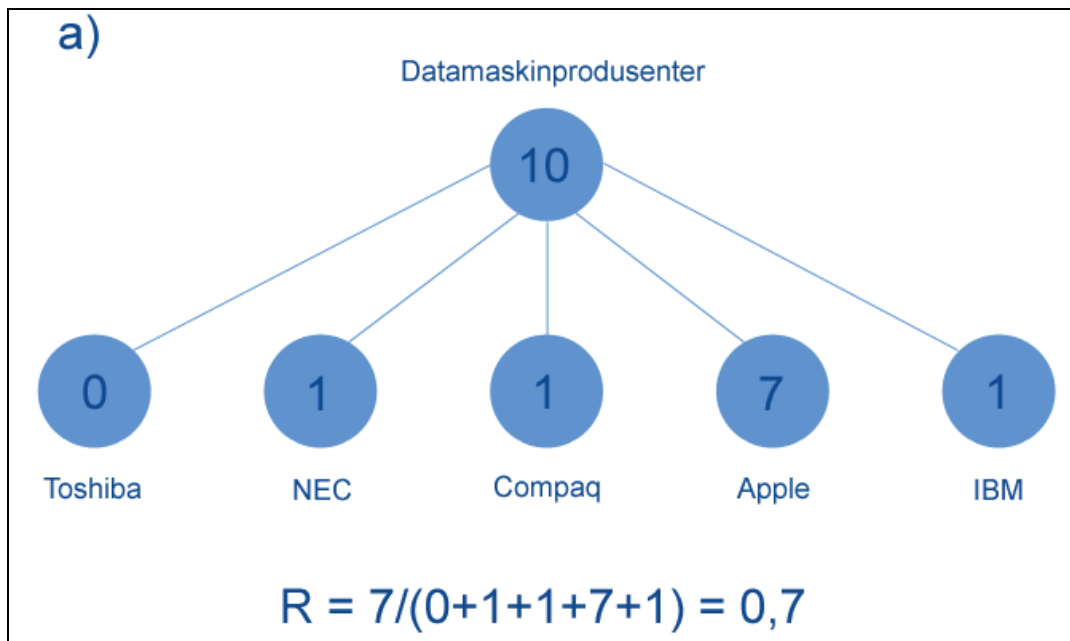 a)
Datamaskinprodusenter
10
0 1 1 7 1
Toshiba NEC Compaq Apple IBM
R = 7/(0+1+1+7+1) = 0,7